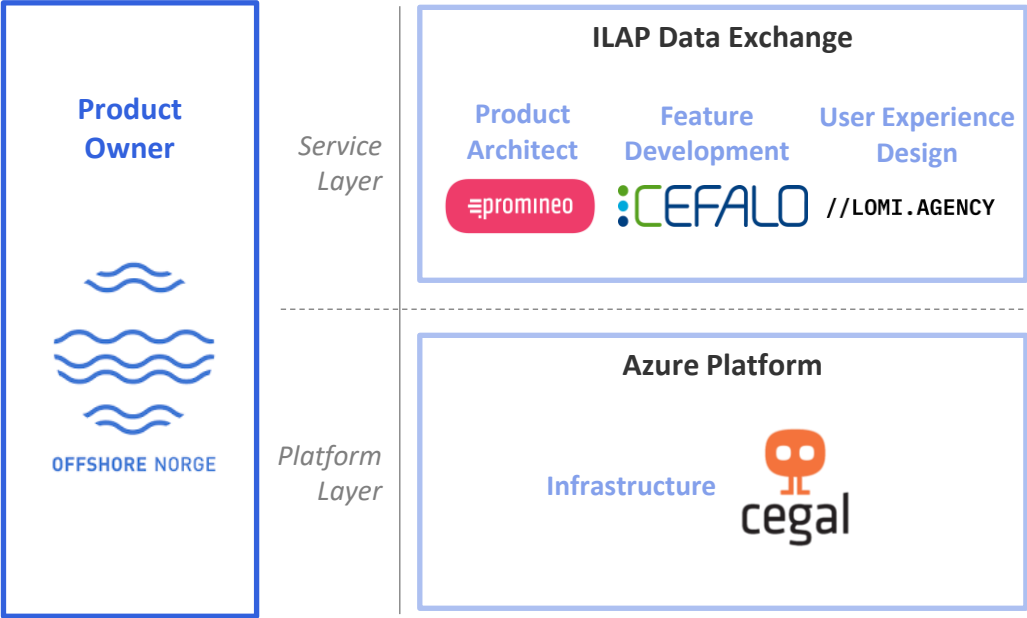 Product
Owner
OFFSHORE NORGE
Service
Layer
Platform
Layer
ILAP Data Exchange
Product
Architect
promineo
Feature
Development
CEFALO
User Experience
Design
//LOMI.AGENCY
Azure Platform
Infrastructure
cegal